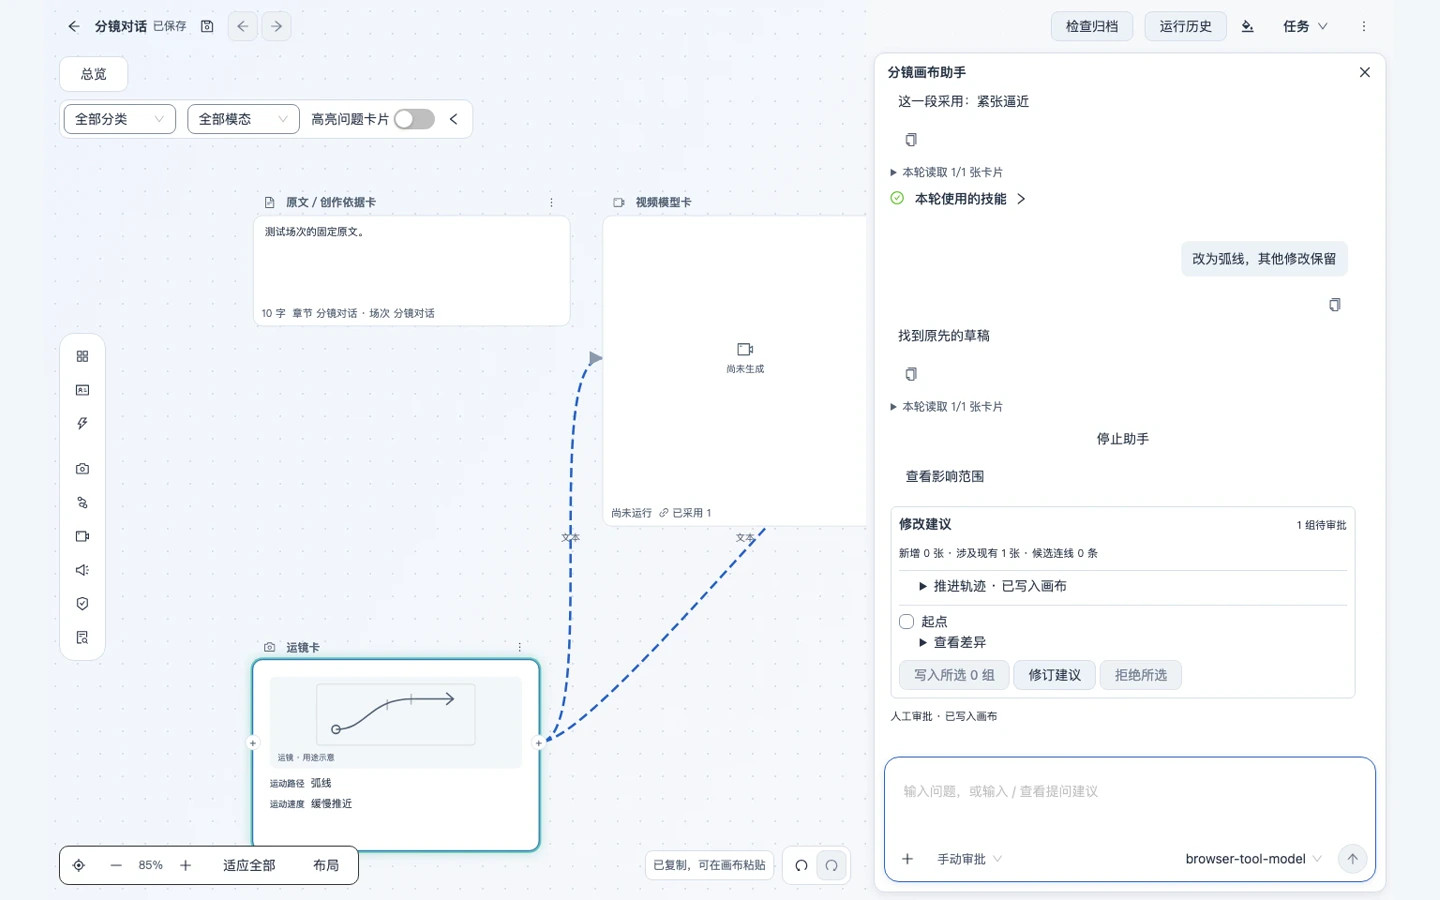 分镜对话 已保存
检查归档 运行历史 任务
总览
全部分类 全部模态 高亮问题卡片
原文 / 创作依据卡
测试场次的固定原文。
10 字 章节 分镜对话 · 场次 分镜对话
视频模型卡
尚未生成
尚未运行 已采用 1
文本
文本
运镜卡
运镜 · 用途示意
运动路径 弧线
运动速度 缓慢推近
85% 适应全部 布局
已复制，可在画布粘贴
分镜画布助手
这一段采用：紧张逼近
本轮读取 1/1 张卡片
本轮使用的技能
改为弧线，其他修改保留
找到原先的草稿
本轮读取 1/1 张卡片
停止助手
查看影响范围
修改建议 1 组待审批
新增 0 张 · 涉及现有 1 张 · 候选连线 0 条
推进轨迹 · 已写入画布
起点
查看差异
写入所选 0 组 修订建议 拒绝所选
人工审批 · 已写入画布
输入问题，或输入 / 查看提问建议
手动审批 browser-tool-model